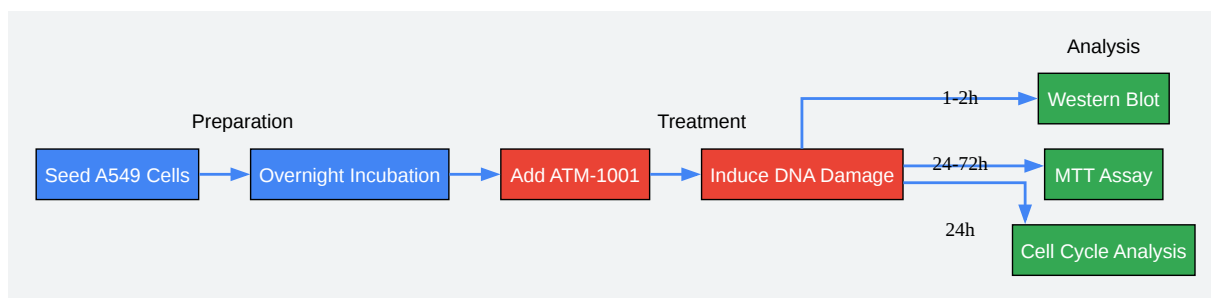 Preparation
Seed A549 Cells
Overnight Incubation
Treatment
Add ATM-1001
Induce DNA Damage
1-2h
24-72h
24h
Analysis
Western Blot
MTT Assay
Cell Cycle Analysis